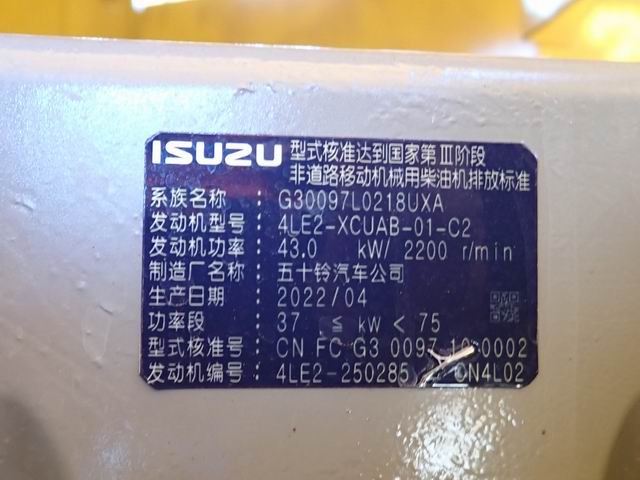 ISUZU 型式核准达到国家第Ⅲ阶段
非道路移动机械用柴油机排放标准
系族名称 : G30097L0218UXA
发动机型号 : 4LE2-XCUAB-01-C2
发动机功率 : 43.0 kW/ 2200 r/min
制造厂名称 : 五十铃汽车公司
生产日期 : 2022/04
功率段 : 37 ≤ kW < 75
型式核准号 : CN FC G3 0097 0002
发动机编号 : 4LE2-250285 CN4L02